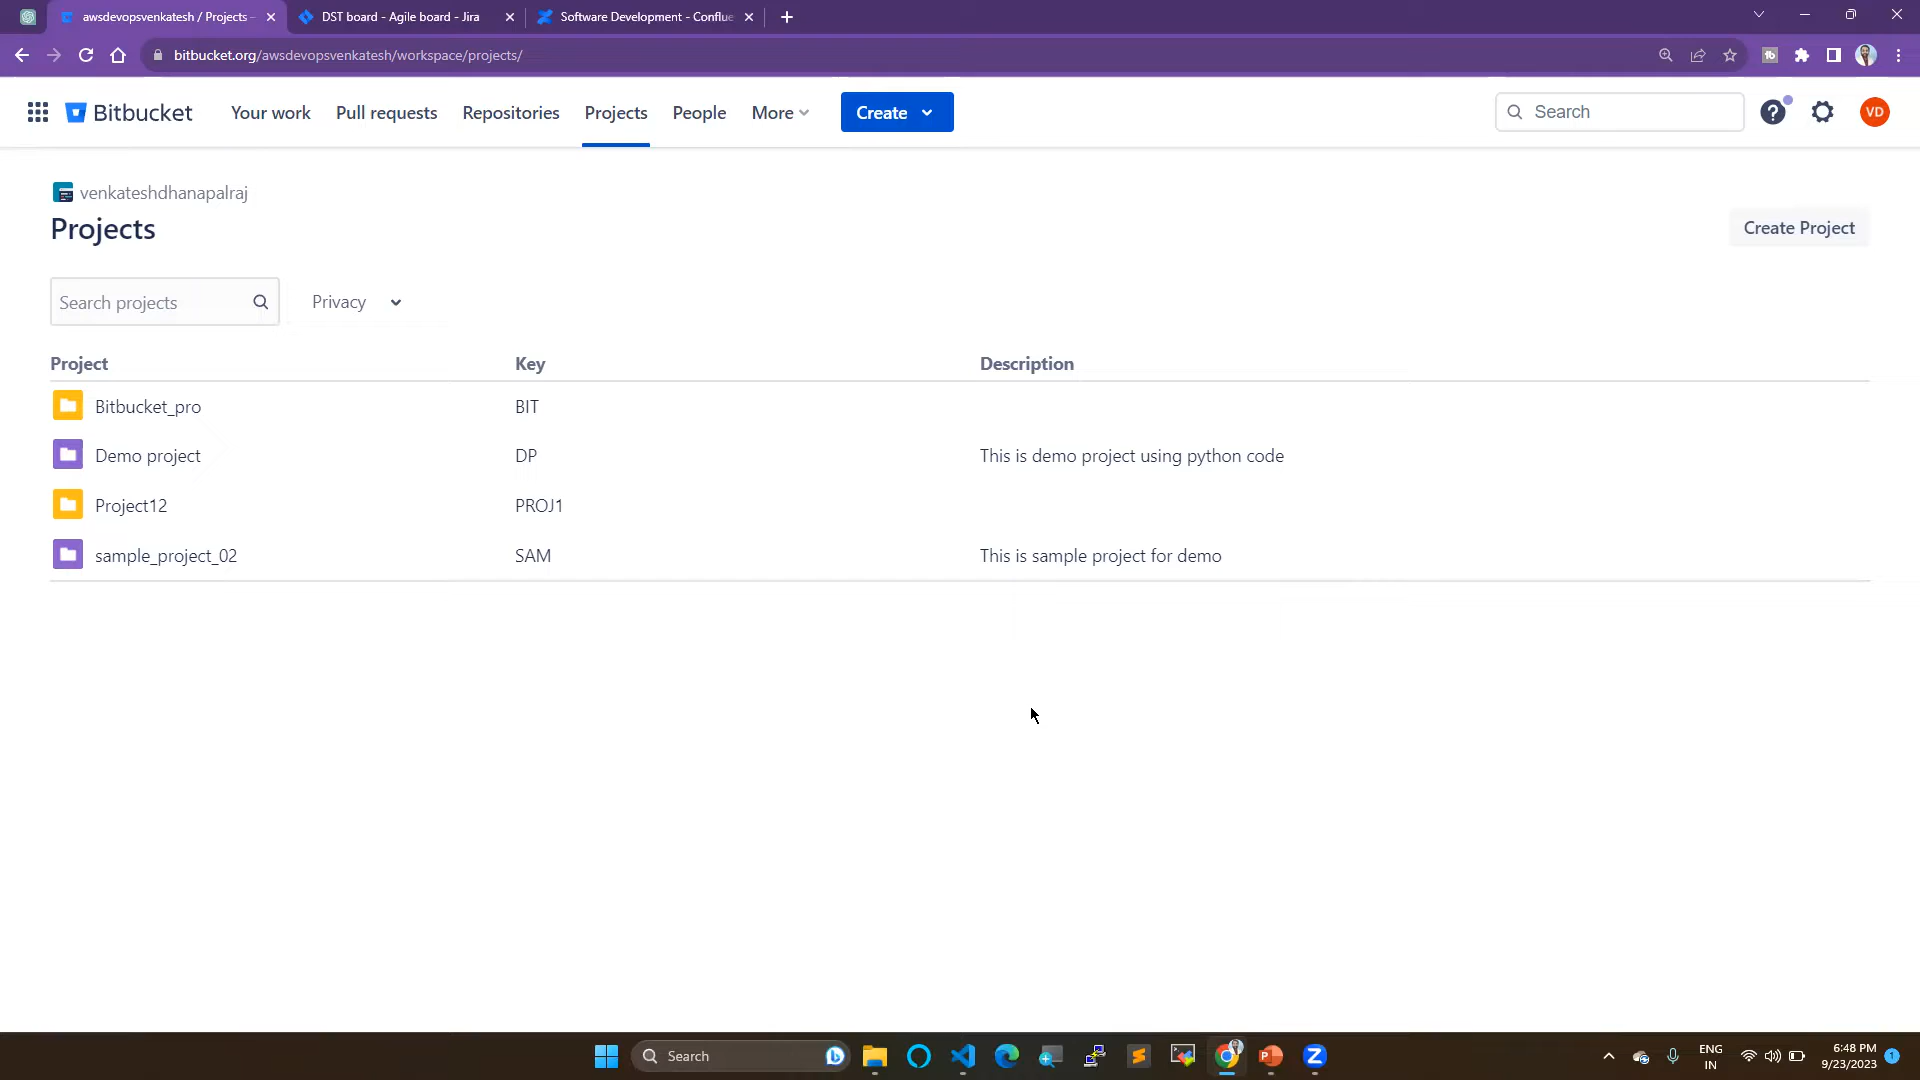 awsdevopsvenkatesh / Projects -
DST board - Agile board - Jira
Software Development - Conflue
bitbucket.org/awsdevopsvenkatesh/workspace/projects/
Bitbucket
Your work
Pull requests
Repositories
Projects
People
More
Create
Search
VD
venkateshdhanapalraj
Projects
Create Project
Search projects
Privacy
Project Key Description
Bitbucket_pro BIT
Demo project DP This is demo project using python code
Project12 PROJ1
sample_project_02 SAM This is sample project for demo
Search
ENG
IN
6:48 PM
9/23/2023
1